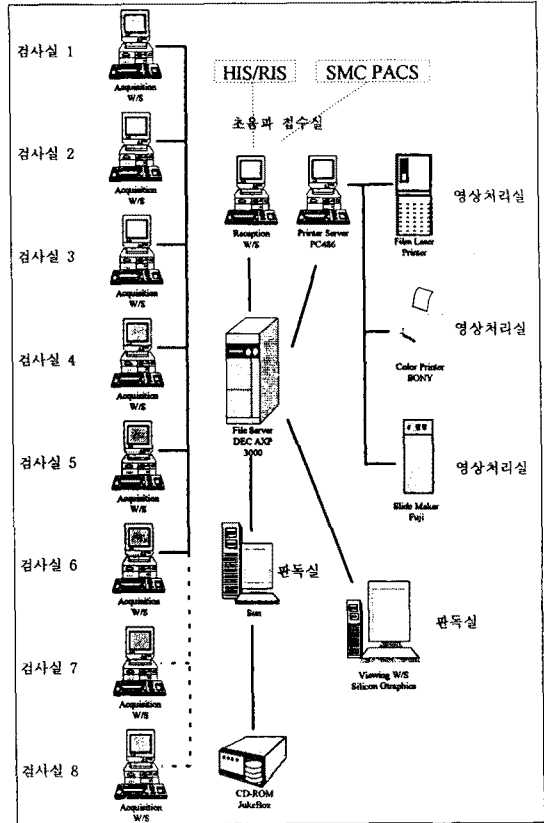 검사실 1
Acquisition
W/S
검사실 2
Acquisition
W/S
검사실 3
Acquisition
W/S
검사실 4
Acquisition
W/S
검사실 5
Acquisition
W/S
검사실 6
Acquisition
W/S
검사실 7
Acquisition
W/S
검사실 8
Acquisition
W/S
HIS/RIS
SMC PACS
초음파 접수실
Reception
W/S
Printer Server
PC486
Film Laser
Printer
영상처리실
Color Printer
SONY
영상처리실
Slide Maker
Fuji
영상처리실
File Server
DEC AXP
3000
Sun
판독실
Viewing W/S
Silicon Graphics
판독실
CD-ROM
JukeBox